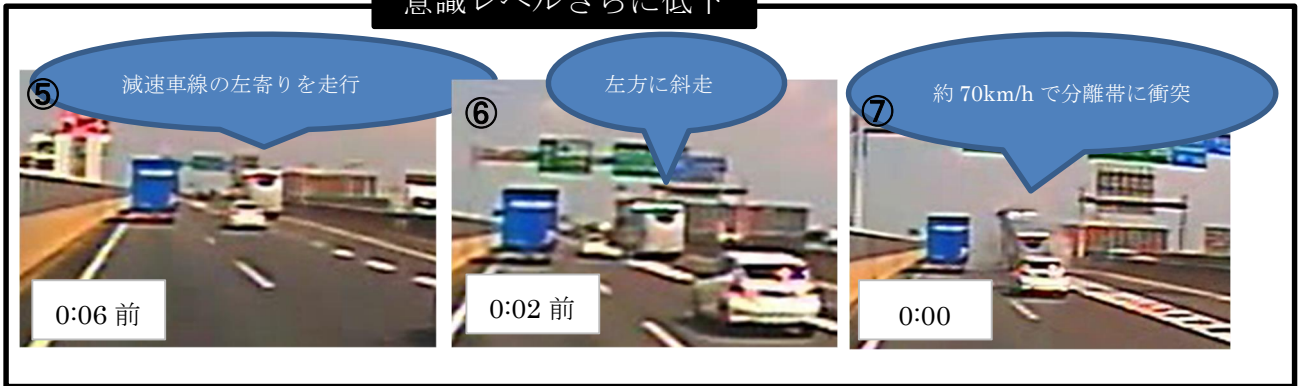 意識レベルさらに低下
⑤
減速車線の左寄りを走行
0:06 前
⑥
左方に斜走
0:02 前
⑦
約 70km/h で分離帯に衝突
0:00